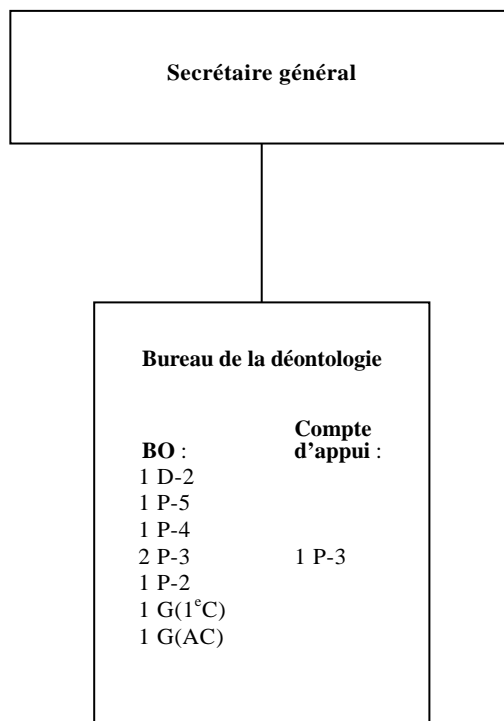 Secrétaire général
Bureau de la déontologie
Compte
BO : d'appui :
1 D-2
1 P-5
1 P-4
2 P-3 1 P-3
1 P-2
1 G(1ᵉC)
1 G(AC)